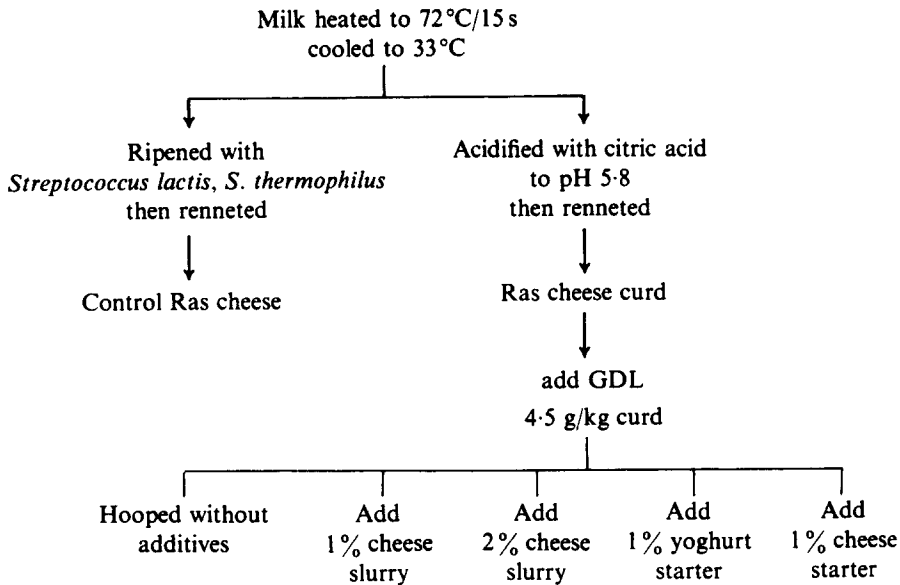 Milk heated to 72°C/15 s
cooled to 33°C
Ripened with
Streptococcus lactis, S. thermophilus
then renneted
Control Ras cheese
Acidified with citric acid
to pH 5·8
then renneted
Ras cheese curd
add GDL
4·5 g/kg curd
Hooped without
additives
Add
1% cheese
slurry
Add
2% cheese
slurry
Add
1% yoghurt
starter
Add
1% cheese
starter